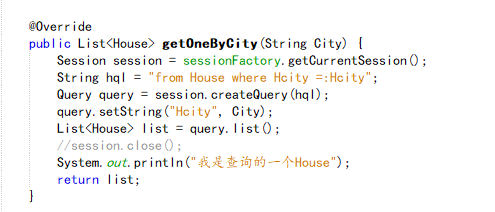 @Override
public List<House> getOneByCity(String City) {
Session session = sessionFactory.getCurrentSession();
String hql = "from House where Hcity =:Hcity";
Query query = session.createQuery(hql);
query.setString("Hcity", City);
List<House> list = query.list();
//session.close();
System.out.println("我是查询的一个House");
return list;
}